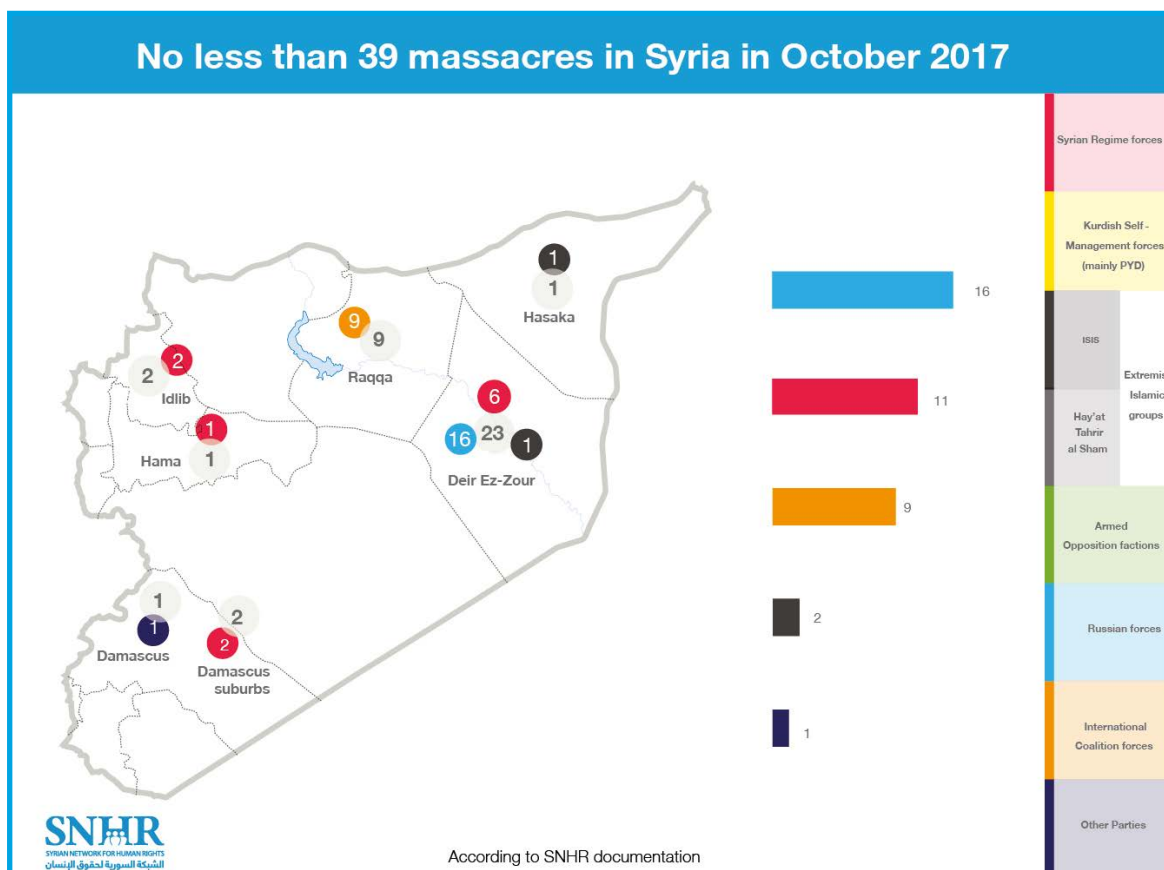 No less than 39 massacres in Syria in October 2017
1
1
Hasaka
9
9
Raqqa
2
2
Idlib
1
1
Hama
6
16
23
1
Deir Ez-Zour
1
1
Damascus
2
2
Damascus
suburbs
16
11
9
2
1
Syrian Regime forces
Kurdish Self -
Management forces
(mainly PYD)
ISIS
Hay'at
Tahrir
al Sham
Extremis
Islamic
groups
Armed
Opposition factions
Russian forces
International
Coalition forces
Other Parties
SNHR
SYRIAN NETWORK FOR HUMAN RIGHTS
الشبكة السورية لحقوق الإنسان
According to SNHR documentation